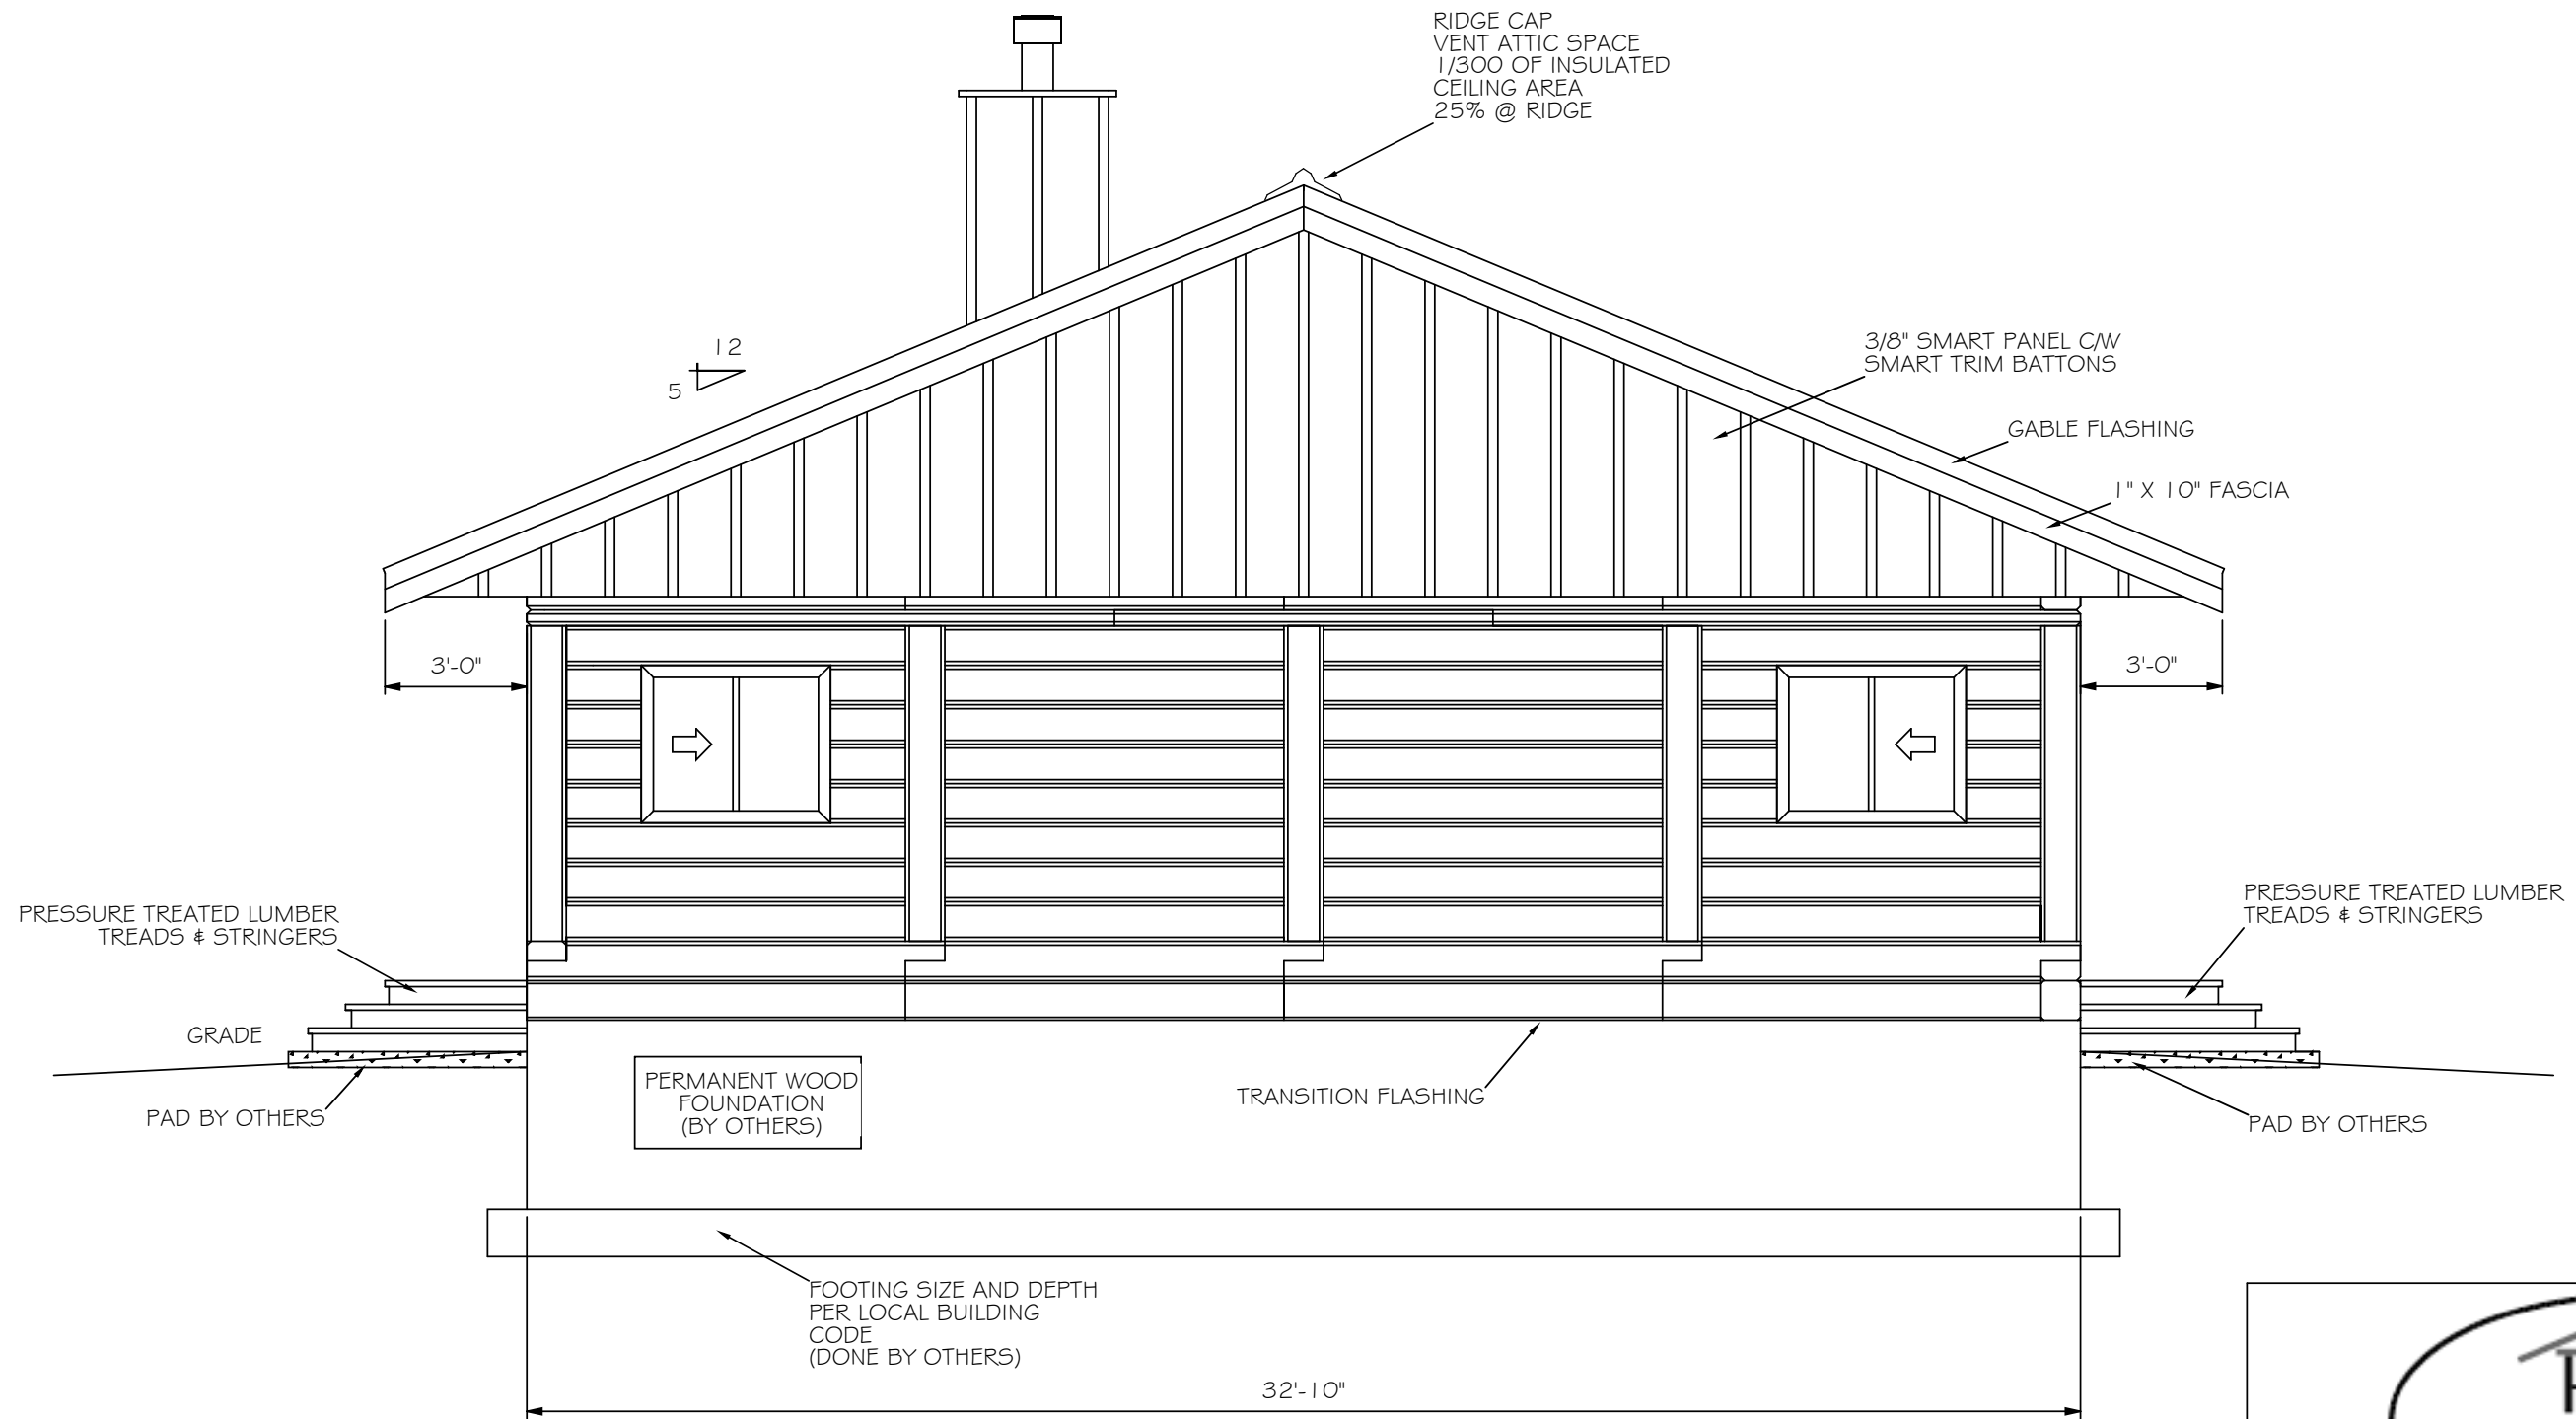 RIDGE CAP
VENT ATTIC SPACE
1/300 OF INSULATED
CEILING AREA
25% @ RIDGE
12
5
3/8" SMART PANEL C/W
SMART TRIM BATTONS
GABLE FLASHING
1" X 10" FASCIA
3'-0"
3'-0"
PRESSURE TREATED LUMBER
TREADS & STRINGERS
PRESSURE TREATED LUMBER
TREADS & STRINGERS
GRADE
PAD BY OTHERS
PERMANENT WOOD
FOUNDATION
(BY OTHERS)
TRANSITION FLASHING
PAD BY OTHERS
FOOTING SIZE AND DEPTH
PER LOCAL BUILDING
CODE
(DONE BY OTHERS)
32'-10"